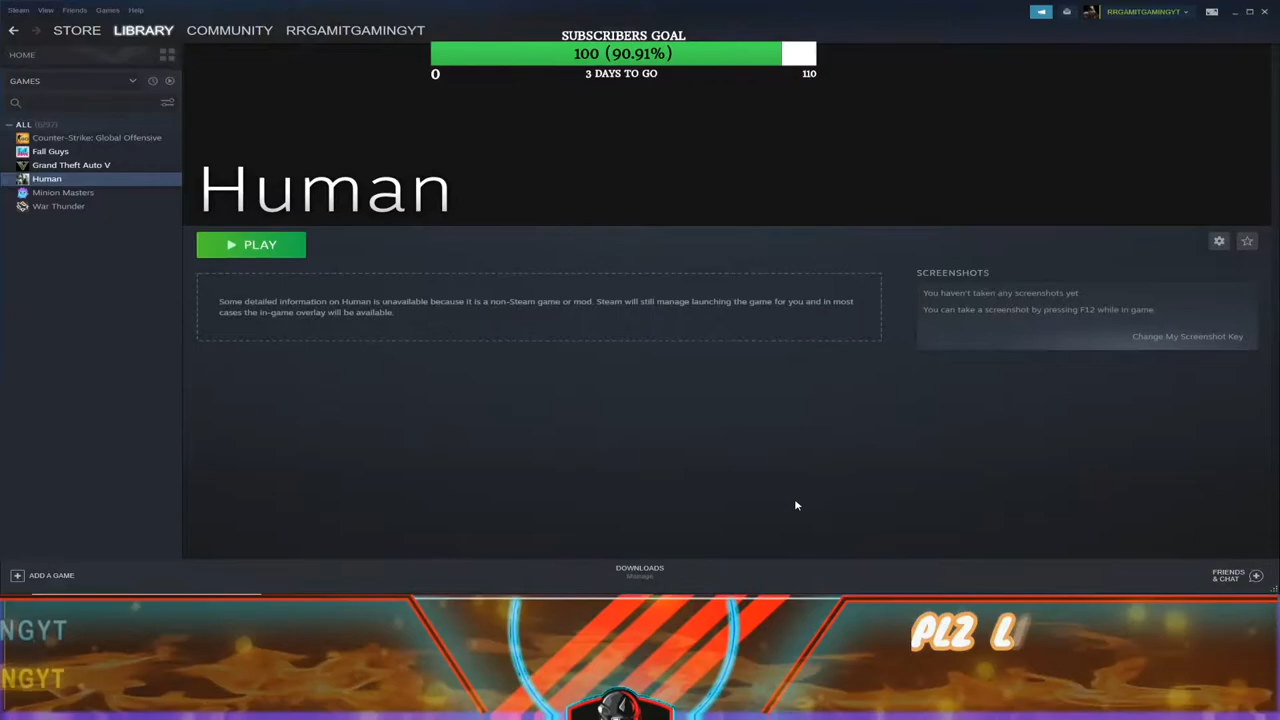 Steam View Friends Games Help
RRGAMITGAMINGYT
STORE LIBRARY COMMUNITY RRGAMITGAMINGYT
SUBSCRIBERS GOAL
100 (90.91%)
0 3 DAYS TO GO 110
HOME
GAMES
ALL (6/97)
Counter-Strike: Global Offensive
Fall Guys
Grand Theft Auto V
Human
Minion Masters
War Thunder
Human
PLAY
Some detailed information on Human is unavailable because it is a non-Steam game or mod. Steam will still manage launching the game for you and in most
cases the in-game overlay will be available.
SCREENSHOTS
You haven't taken any screenshots yet
You can take a screenshot by pressing F12 while in game.
Change My Screenshot Key
ADD A GAME
DOWNLOADS
Manage
FRIENDS
& CHAT
NGYT
NGYT
PLZ L